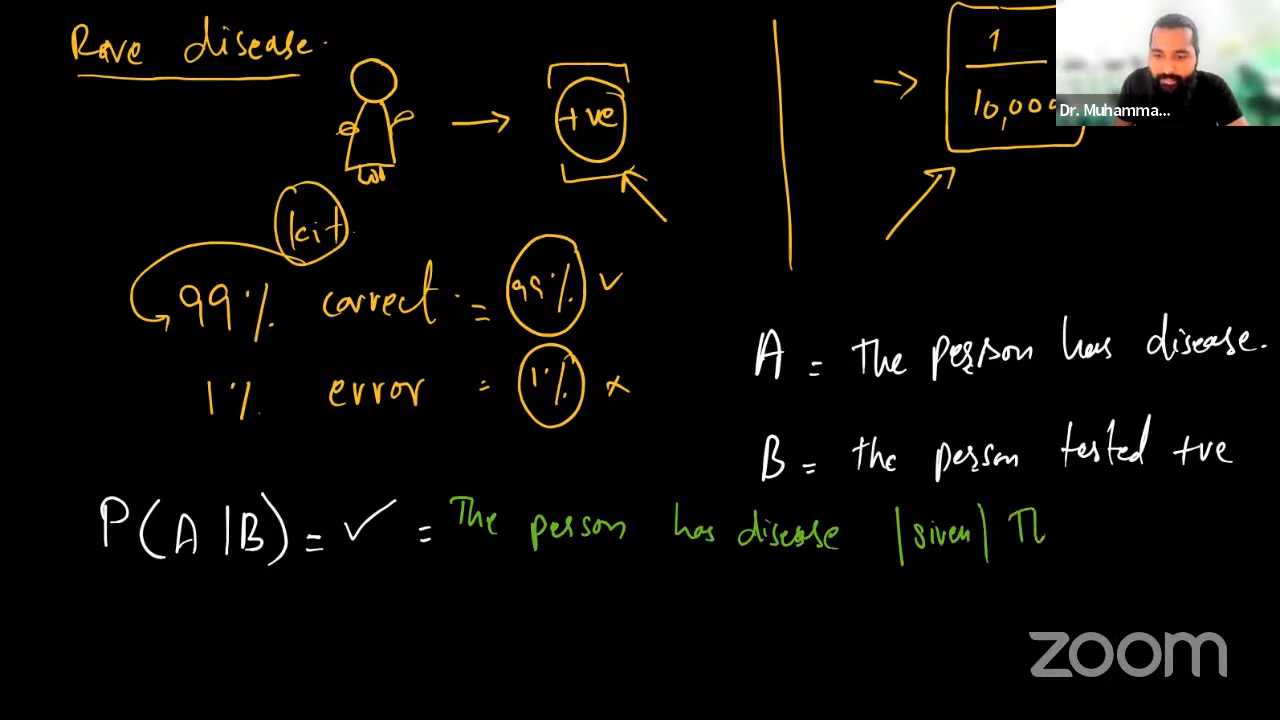 Rare disease.
+ve
1
10,000
Dr. Muhamma...
kit
99% correct = 99% ✓
1% error = 1% ×
A = The person has disease.
B = the person tested +ve
P(A|B) = ✓ = The person has disease |given| Th
zoom